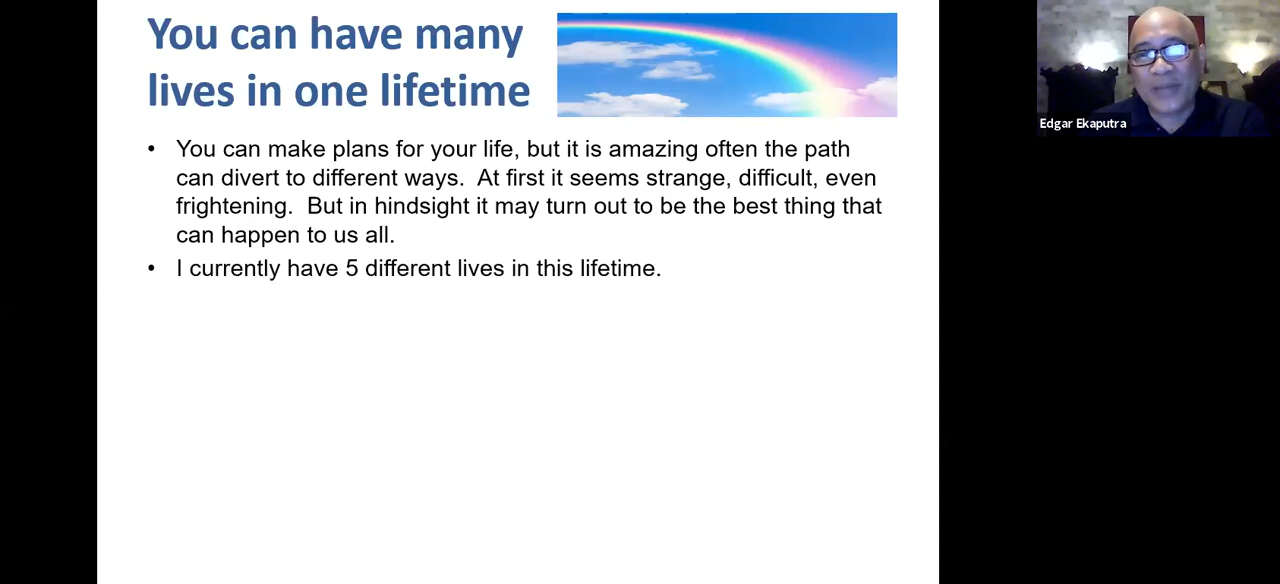 You can have many
lives in one lifetime
• You can make plans for your life, but it is amazing often the path
can divert to different ways.  At first it seems strange, difficult, even
frightening.  But in hindsight it may turn out to be the best thing that
can happen to us all.
• I currently have 5 different lives in this lifetime.
Edgar Ekaputra